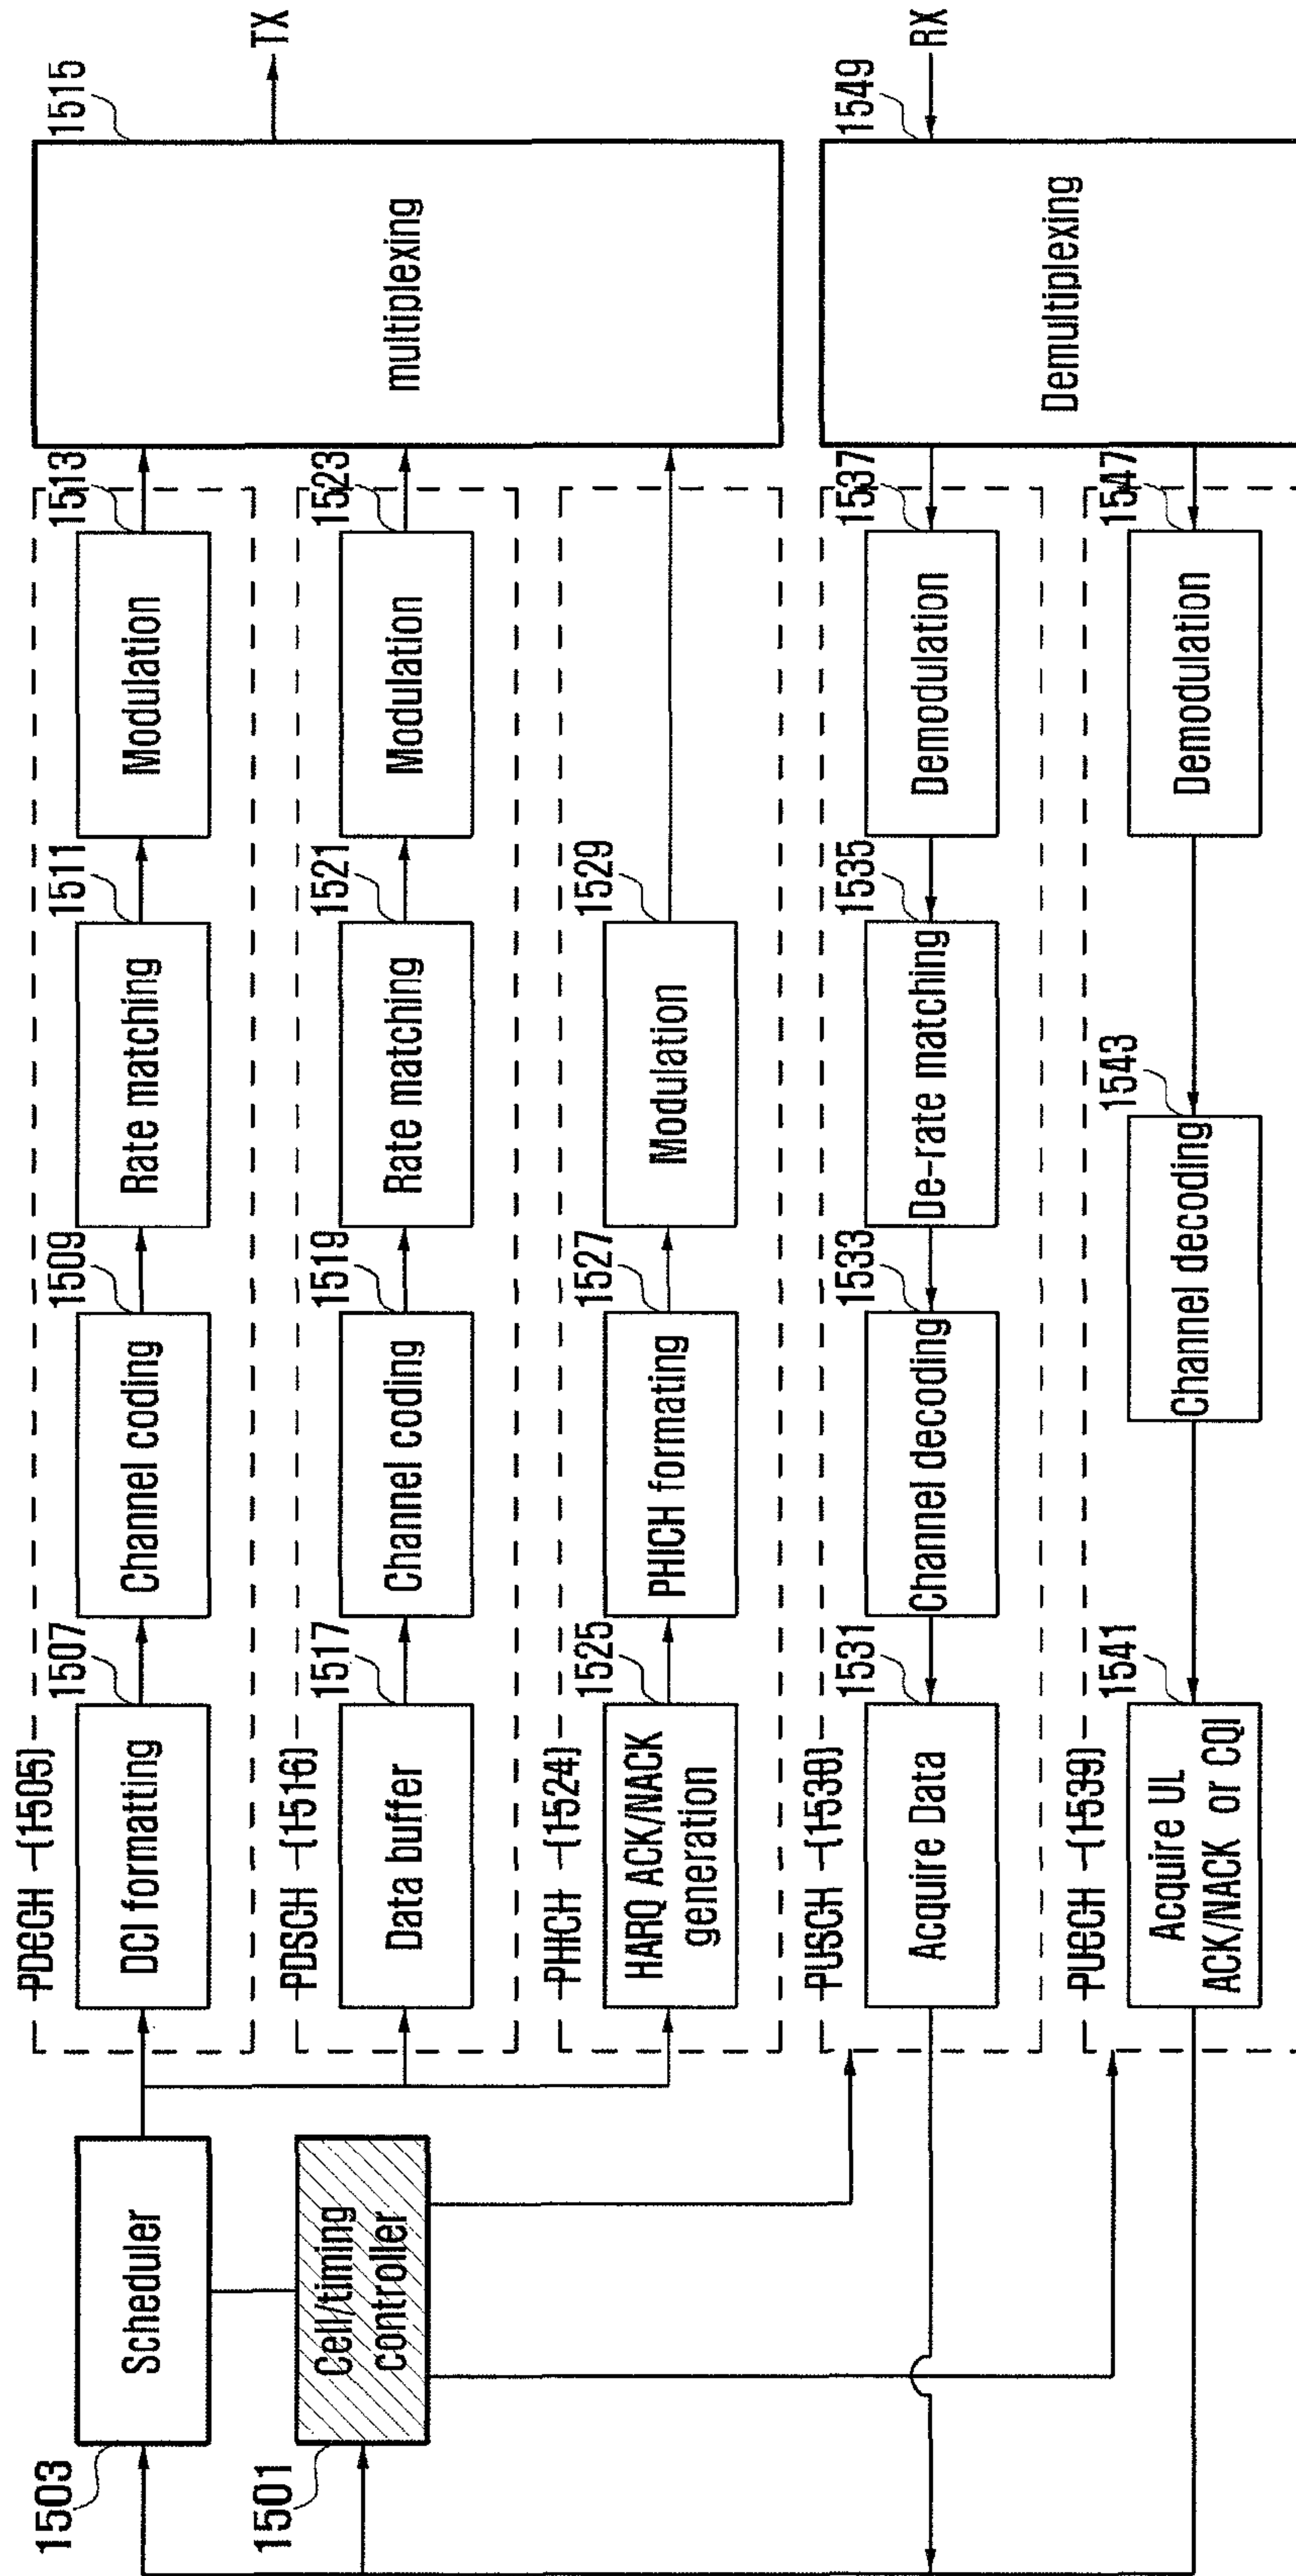 1503
Scheduler
1501
Cell/timing
controller
PDCCH (1505)
1507
DCI formatting
1509
Channel coding
1511
Rate matching
1513
Modulation
1515
multiplexing
TX
PDSCH (1516)
1517
Data buffer
1519
Channel coding
1521
Rate matching
1523
Modulation
PHICH (1524)
1525
HARQ ACK/NACK
generation
1527
PHICH formating
1529
Modulation
PUSCH (1530)
1531
Acquire Data
1533
Channel decoding
1535
De-rate matching
1537
Demodulation
1549
Demultiplexing
RX
PUCCH (1539)
1541
Acquire UL
ACK/NACK or CQI
1543
Channel decoding
1547
Demodulation